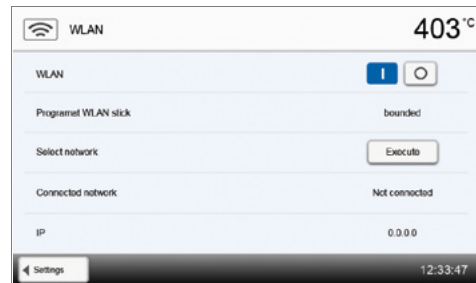 WLAN
403 °C
WLAN
I O
Programat WLAN stick
bounded
Select network
Execute
Connected network
Not connected
IP
0.0.0.0
Settings
12:33:47